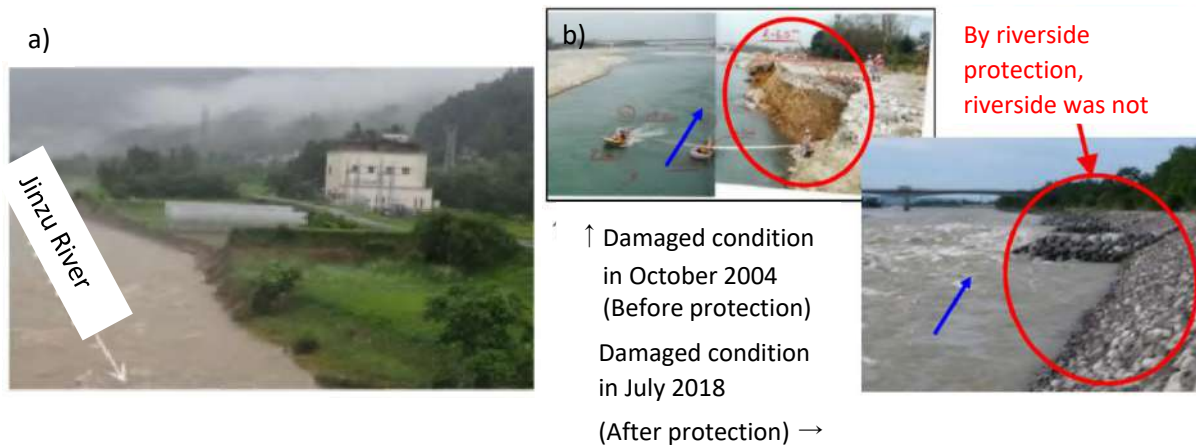 a)
Jinzu River
b)
By riverside
protection,
riverside was not
↑ Damaged condition
in October 2004
(Before protection)
Damaged condition
in July 2018
(After protection) →